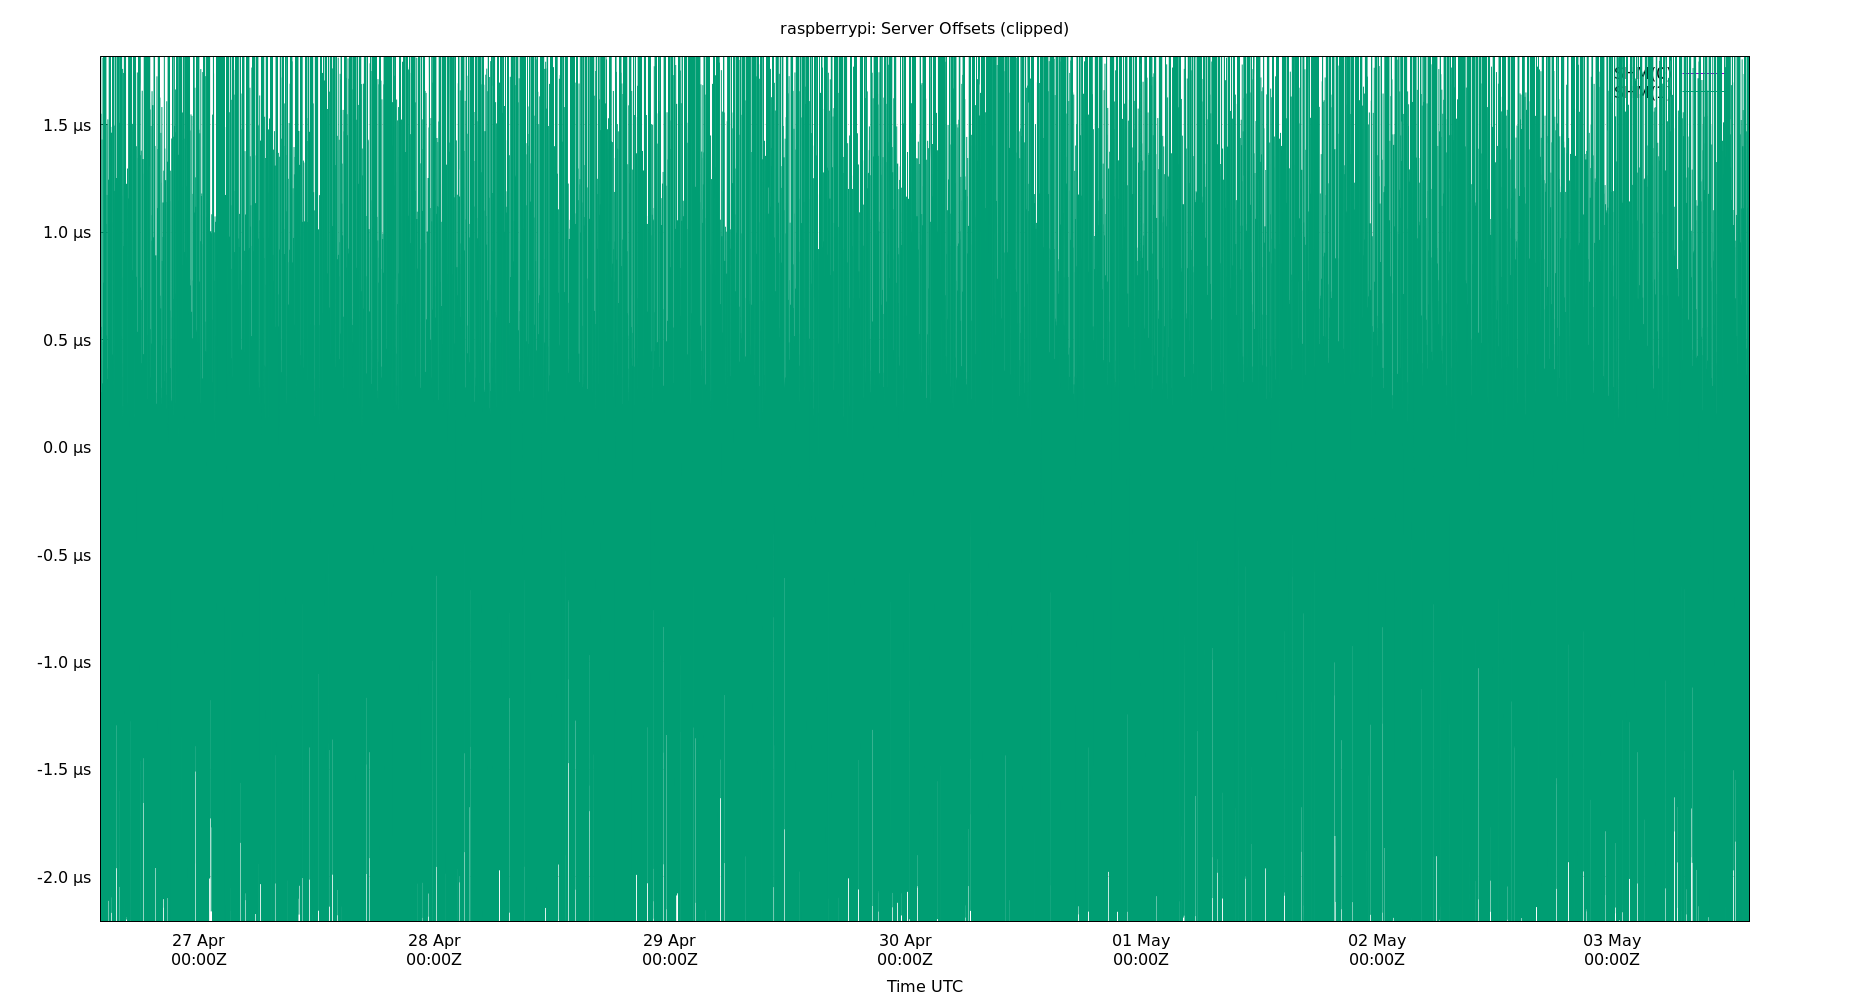 raspberrypi: Server Offsets (clipped)
SHM(0)
1.5 µs
1.0 µs
0.5 µs
0.0 µs
-0.5 µs
-1.0 µs
-1.5 µs
-2.0 µs
27 Apr 28 Apr 29 Apr 30 Apr 01 May 02 May 03 May
00:00Z 00:00Z 00:00Z 00:00Z 00:00Z 00:00Z 00:00Z
Time UTC